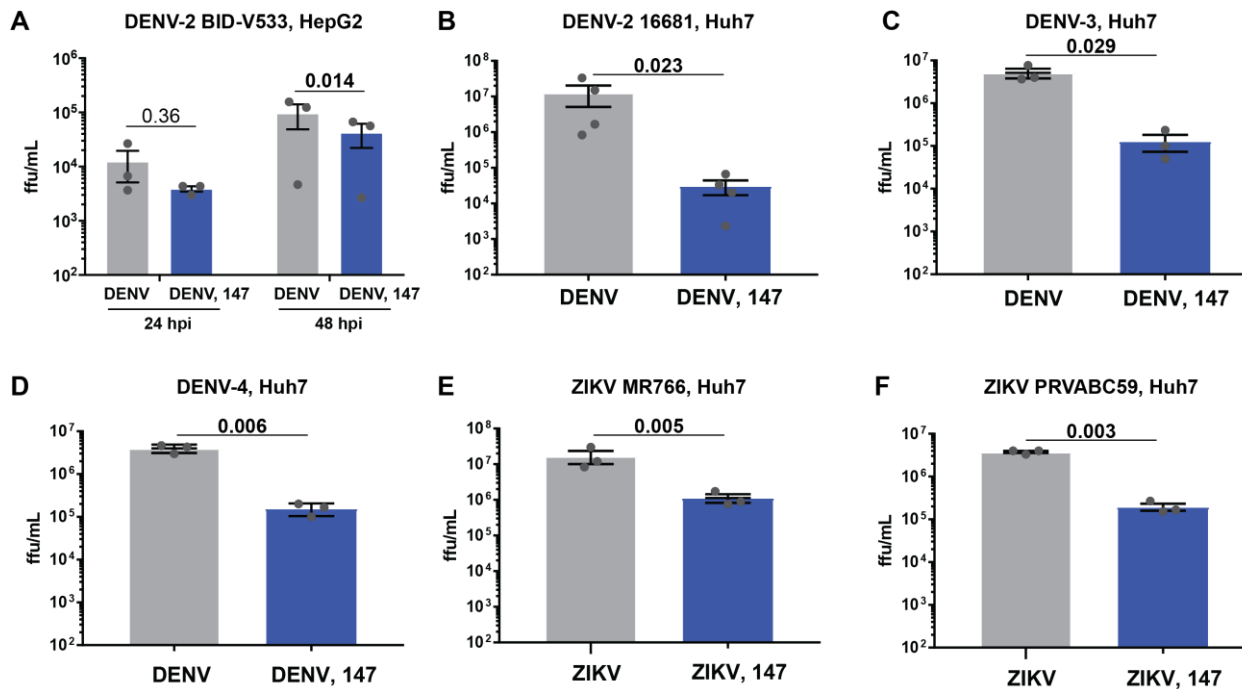 A
DENV-2 BID-V533, HepG2
ffu/mL
10⁶
10⁵
10⁴
10³
10²
0.36
0.014
DENV DENV, 147 DENV DENV, 147
24 hpi 48 hpi
B
DENV-2 16681, Huh7
ffu/mL
10⁸
10⁷
10⁶
10⁵
10⁴
10³
10²
0.023
DENV DENV, 147
C
DENV-3, Huh7
ffu/mL
10⁷
10⁶
10⁵
10⁴
10³
10²
0.029
DENV DENV, 147
D
DENV-4, Huh7
ffu/mL
10⁷
10⁶
10⁵
10⁴
10³
10²
0.006
DENV DENV, 147
E
ZIKV MR766, Huh7
ffu/mL
10⁸
10⁷
10⁶
10⁵
10⁴
10³
10²
0.005
ZIKV ZIKV, 147
F
ZIKV PRVABC59, Huh7
ffu/mL
10⁷
10⁶
10⁵
10⁴
10³
10²
0.003
ZIKV ZIKV, 147